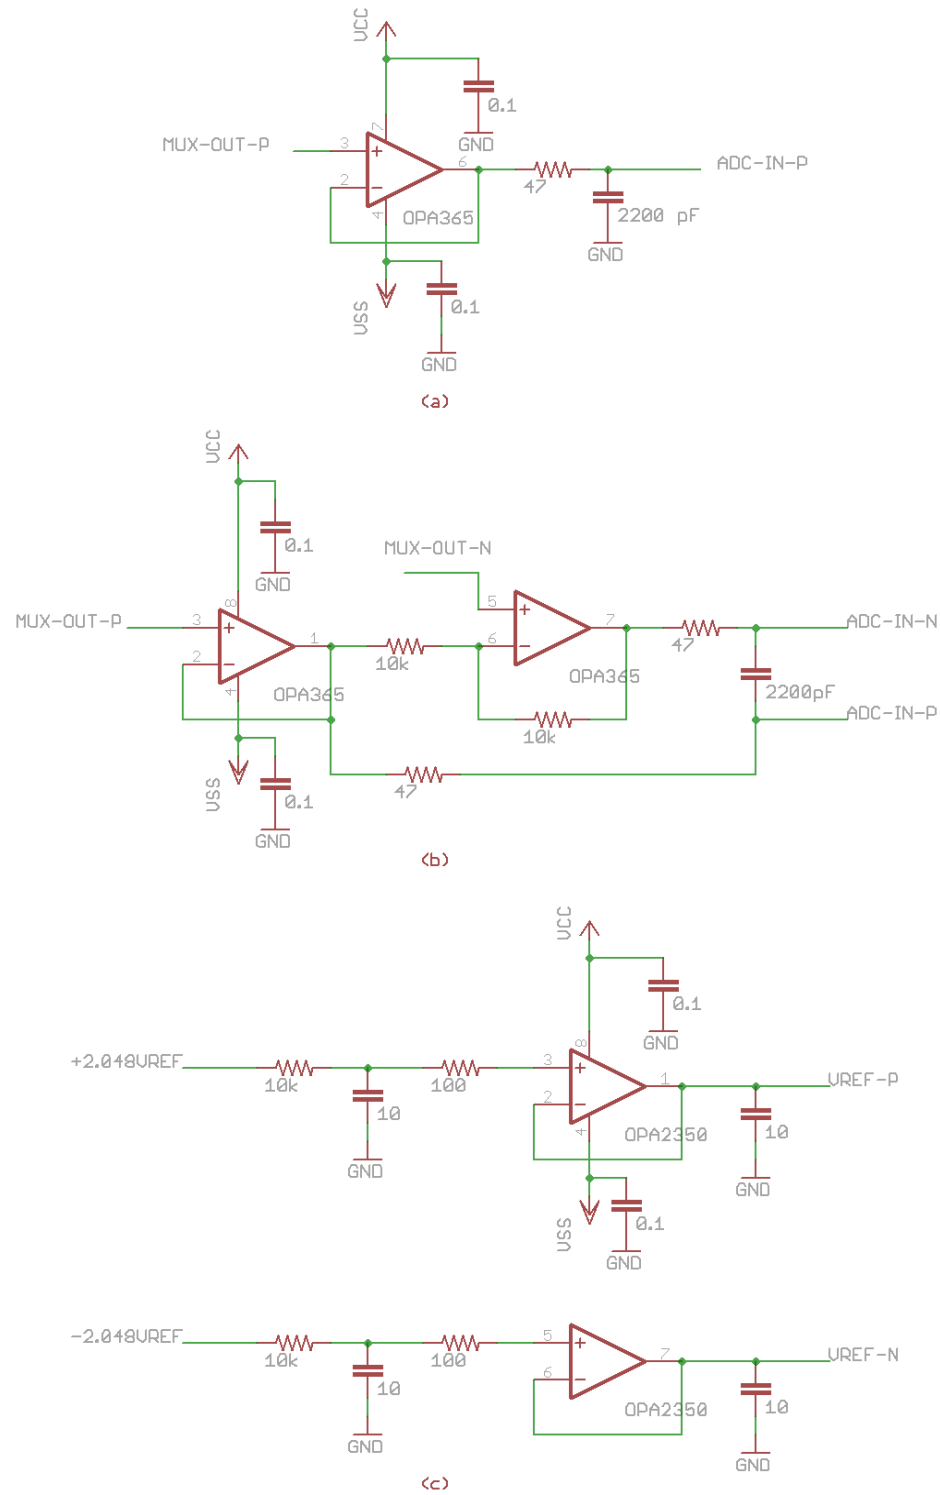 VCC
0.1
GND
7
MUX-OUT-P
3
+
2
-
6
4
OPA365
47
ADC-IN-P
2200 pF
GND
VSS
0.1
GND
(a)
VCC
0.1
GND
8
MUX-OUT-P
3
+
2
-
1
4
OPA365
VSS
0.1
GND
10k
MUX-OUT-N
5
+
6
-
7
OPA365
10k
47
47
ADC-IN-N
2200pF
ADC-IN-P
(b)
VCC
0.1
GND
8
+2.048VREF
10k
10
GND
100
3
+
2
-
1
4
OPA2350
VREF-P
10
GND
VSS
0.1
GND
-2.048VREF
10k
10
GND
100
5
+
6
-
7
OPA2350
VREF-N
10
GND
(c)